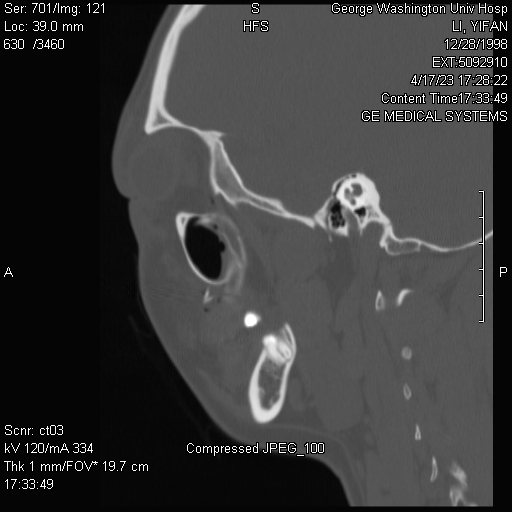 Ser: 701/Img: 121
Loc: 39.0 mm
630 /3460
S
HFS
George Washington Univ Hosp
LI, YIFAN
12/28/1998
EXT:5092910
4/17/23 17:28:22
Content Time17:33:49
GE MEDICAL SYSTEMS
A
P
Scnr: ct03
kV 120/mA 334
Thk 1 mm/FOV* 19.7 cm
17:33:49
Compressed JPEG_100